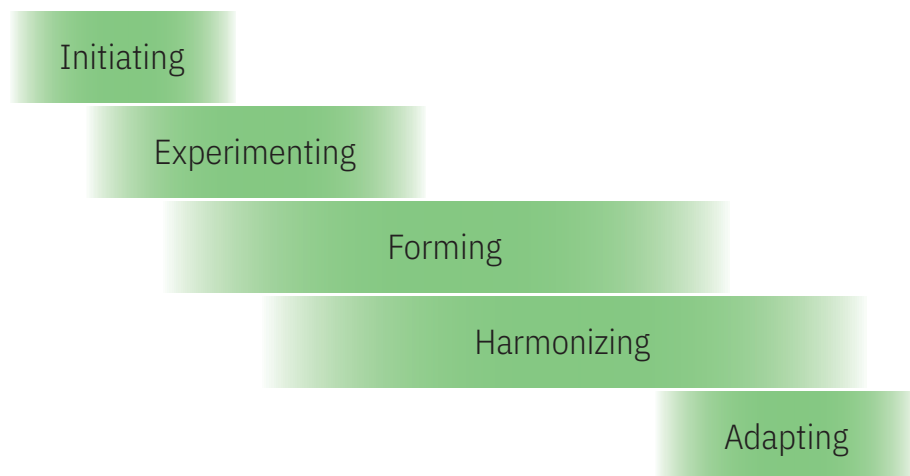 Initiating
Experimenting
Forming
Harmonizing
Adapting